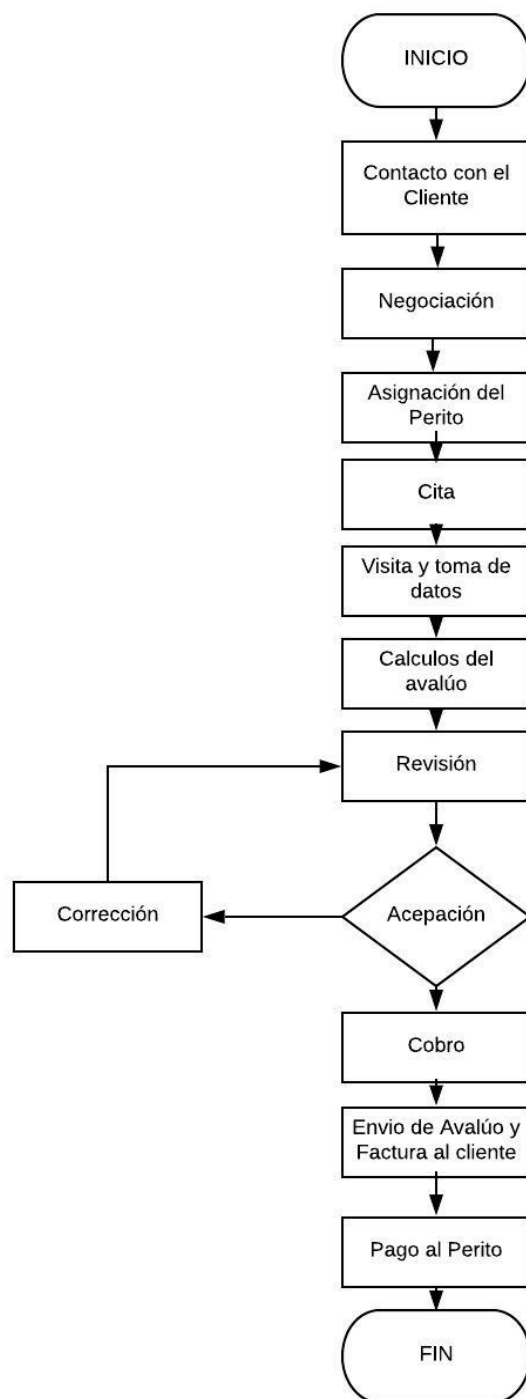 INICIO
Contacto con el
Cliente
Negociación
Asignación del
Perito
Cita
Visita y toma de
datos
Calculos del
avalúo
Revisión
Corrección
Acepación
Cobro
Envio de Avalúo y
Factura al cliente
Pago al Perito
FIN